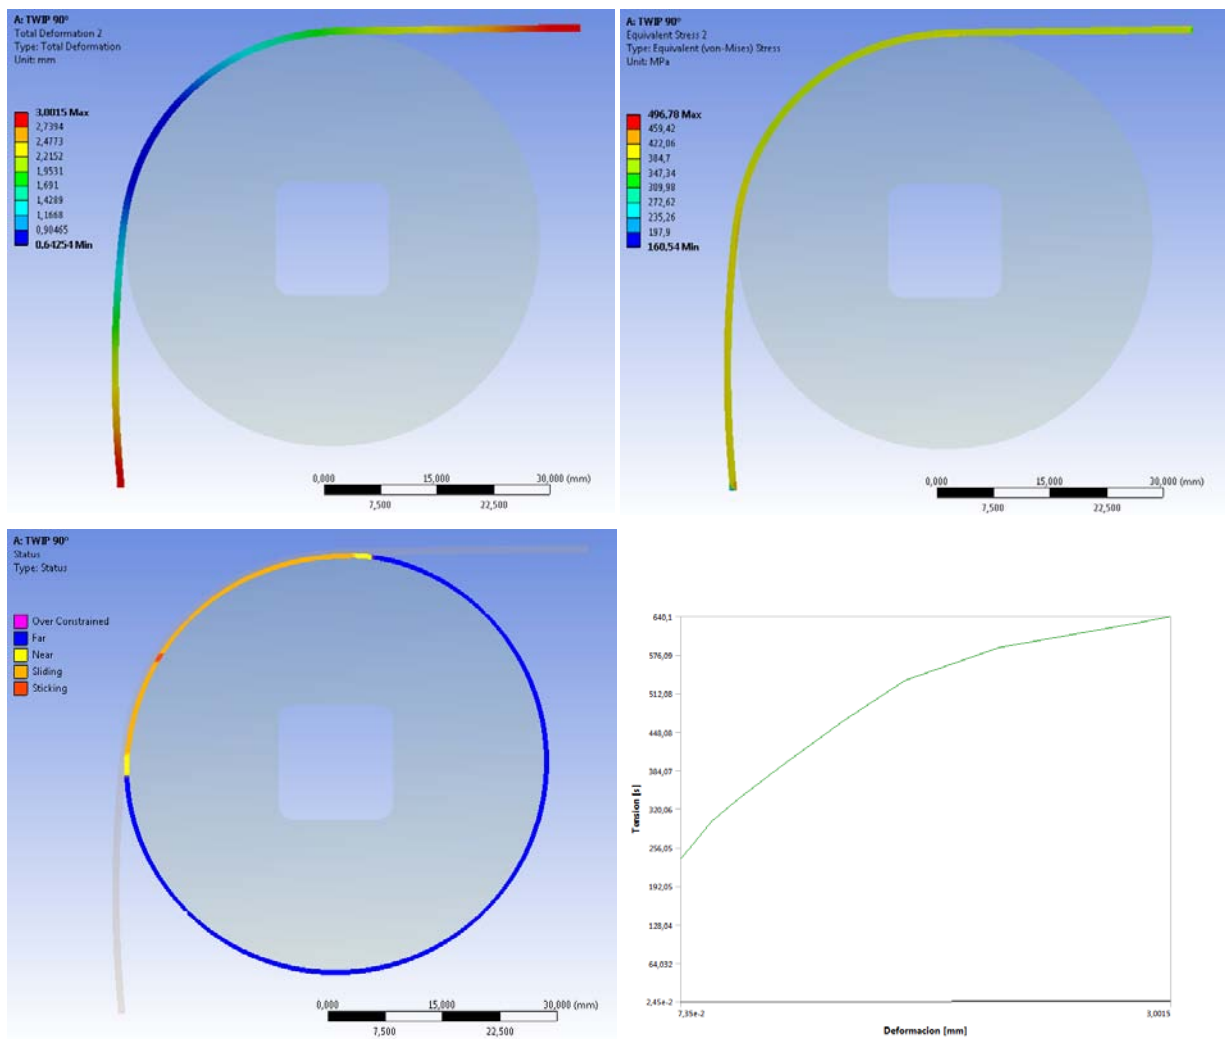 A: TWIP 90°
Total Deformation 2
Type: Total Deformation
Unit: mm
3,0015 Max
2,7394
2,4773
2,2152
1,9531
1,691
1,4289
1,1668
0,90465
0,64254 Min
0,000
15,000
30,000 (mm)
7,500
22,500
A: TWIP 90°
Equivalent Stress 2
Type: Equivalent (von-Mises) Stress
Unit: MPa
496,78 Max
459,42
422,06
384,7
347,34
309,98
272,62
235,26
197,9
160,54 Min
0,000
15,000
30,000 (mm)
7,500
22,500
A: TWIP 90°
Status
Type: Status
Over Constrained
Far
Near
Sliding
Sticking
0,000
15,000
30,000 (mm)
7,500
22,500
640,1
576,09
512,08
448,08
384,07
320,06
256,05
192,05
128,04
64,032
2,45e-2
Tension [s]
7,35e-2
3,0015
Deformacion [mm]